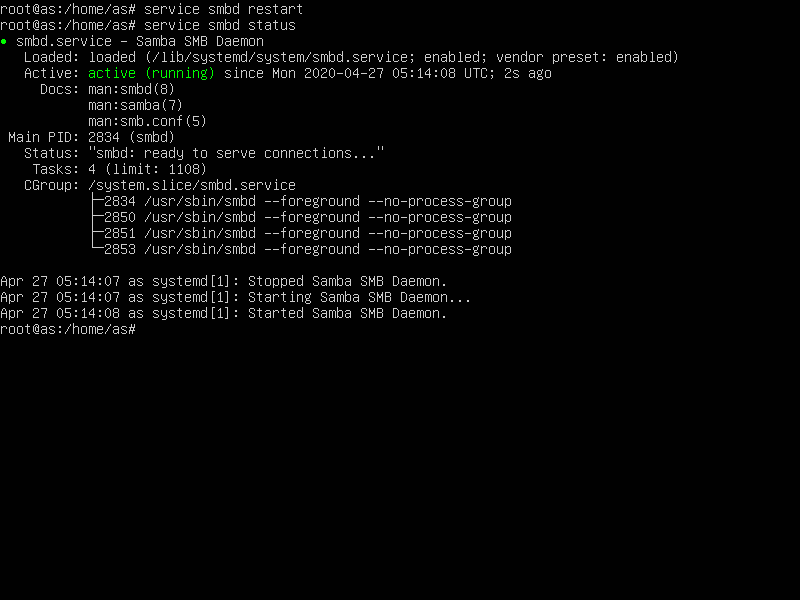 root@as:/home/as# service smbd restart
root@as:/home/as# service smbd status
● smbd.service - Samba SMB Daemon
   Loaded: loaded (/lib/systemd/system/smbd.service; enabled; vendor preset: enabled)
   Active: active (running) since Mon 2020-04-27 05:14:08 UTC; 2s ago
     Docs: man:smbd(8)
           man:samba(7)
           man:smb.conf(5)
 Main PID: 2834 (smbd)
   Status: "smbd: ready to serve connections..."
    Tasks: 4 (limit: 1108)
   CGroup: /system.slice/smbd.service
           ├─2834 /usr/sbin/smbd --foreground --no-process-group
           ├─2850 /usr/sbin/smbd --foreground --no-process-group
           ├─2851 /usr/sbin/smbd --foreground --no-process-group
           └─2853 /usr/sbin/smbd --foreground --no-process-group

Apr 27 05:14:07 as systemd[1]: Stopped Samba SMB Daemon.
Apr 27 05:14:07 as systemd[1]: Starting Samba SMB Daemon...
Apr 27 05:14:08 as systemd[1]: Started Samba SMB Daemon.
root@as:/home/as#